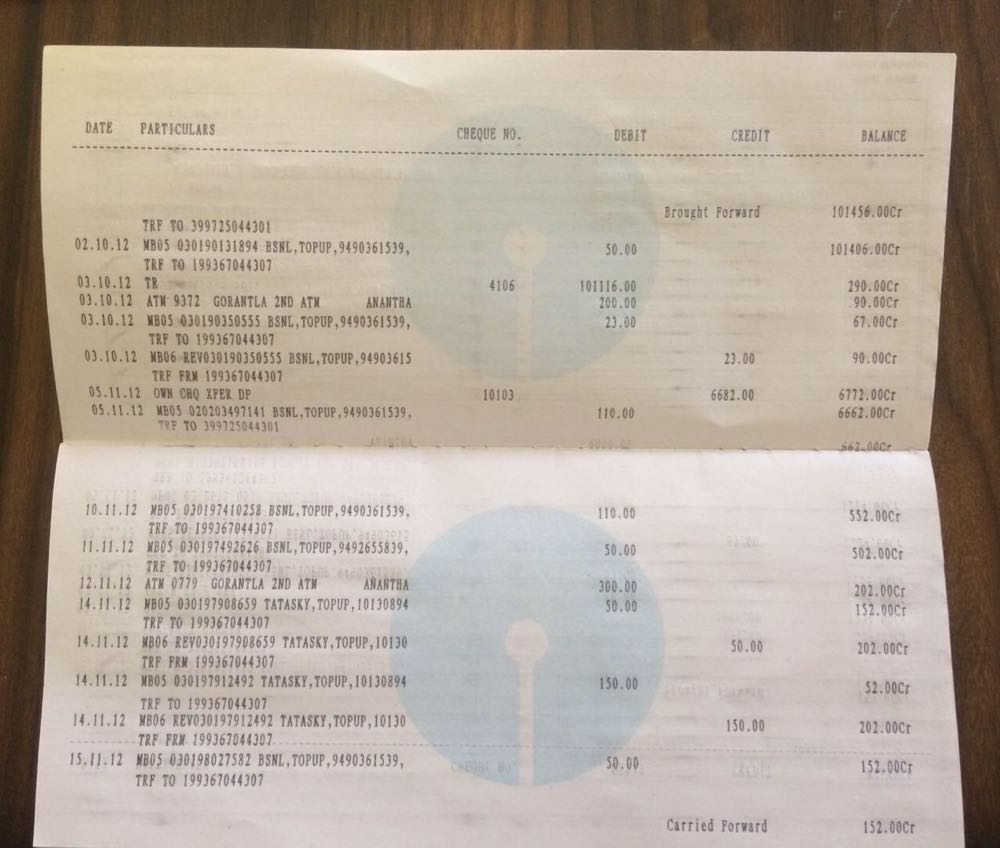 DATE PARTICULARS CHEQUE NO. DEBIT CREDIT BALANCE
Brought Forward 101456.00Cr
TRF TO 399725044301
02.10.12 MB05 030190131894 BSNL,TOPUP,9490361539, 50.00 101406.00Cr
TRF TO 199367044307
03.10.12 TR 4106 101116.00 290.00Cr
03.10.12 ATM 9372 GORANTLA 2ND ATM ANANTHA 200.00 90.00Cr
03.10.12 MB05 030190350555 BSNL,TOPUP,9490361539, 23.00 67.00Cr
TRF TO 199367044307
03.10.12 MB06 REV030190350555 BSNL,TOPUP,94903615 23.00 90.00Cr
TRF FRM 199367044307
05.11.12 OWN CHQ XFER DP 10103 6682.00 6772.00Cr
05.11.12 MB05 020203497141 BSNL,TOPUP,9490361539, 110.00 6662.00Cr
TRF TO 399725044301
662.00Cr
10.11.12 MB05 030197410258 BSNL,TOPUP,9490361539, 110.00 552.00Cr
TRF TO 199367044307
11.11.12 MB05 030197492626 BSNL,TOPUP,9492655839, 50.00 502.00Cr
TRF TO 199367044307
12.11.12 ATM 0779 GORANTLA 2ND ATM ANANTHA 300.00 202.00Cr
14.11.12 MB05 030197908659 TATASKY,TOPUP,10130894 50.00 152.00Cr
TRF TO 199367044307
14.11.12 MB06 REV030197908659 TATASKY,TOPUP,10130 50.00 202.00Cr
TRF FRM 199367044307
14.11.12 MB05 030197912492 TATASKY,TOPUP,10130894 150.00 52.00Cr
TRF TO 199367044307
14.11.12 MB06 REV030197912492 TATASKY,TOPUP,10130 150.00 202.00Cr
TRF FRM 199367044307
15.11.12 MB05 030198027582 BSNL,TOPUP,9490361539, 50.00 152.00Cr
TRF TO 199367044307
Carried Forward 152.00Cr